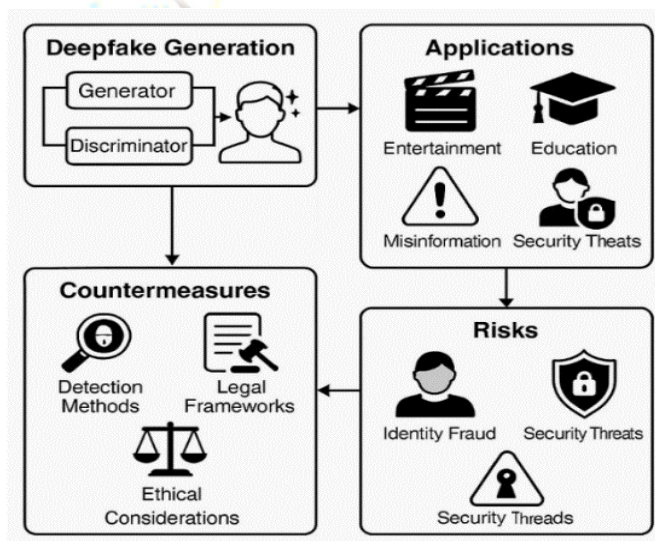 Deepfake Generation
Generator
Discriminator
Applications
Entertainment
Education
Misinformation
Security Theats
Countermeasures
Detection
Methods
Legal
Frameworks
Ethical
Considerations
Risks
Identity Fraud
Security Threats
Security Threads